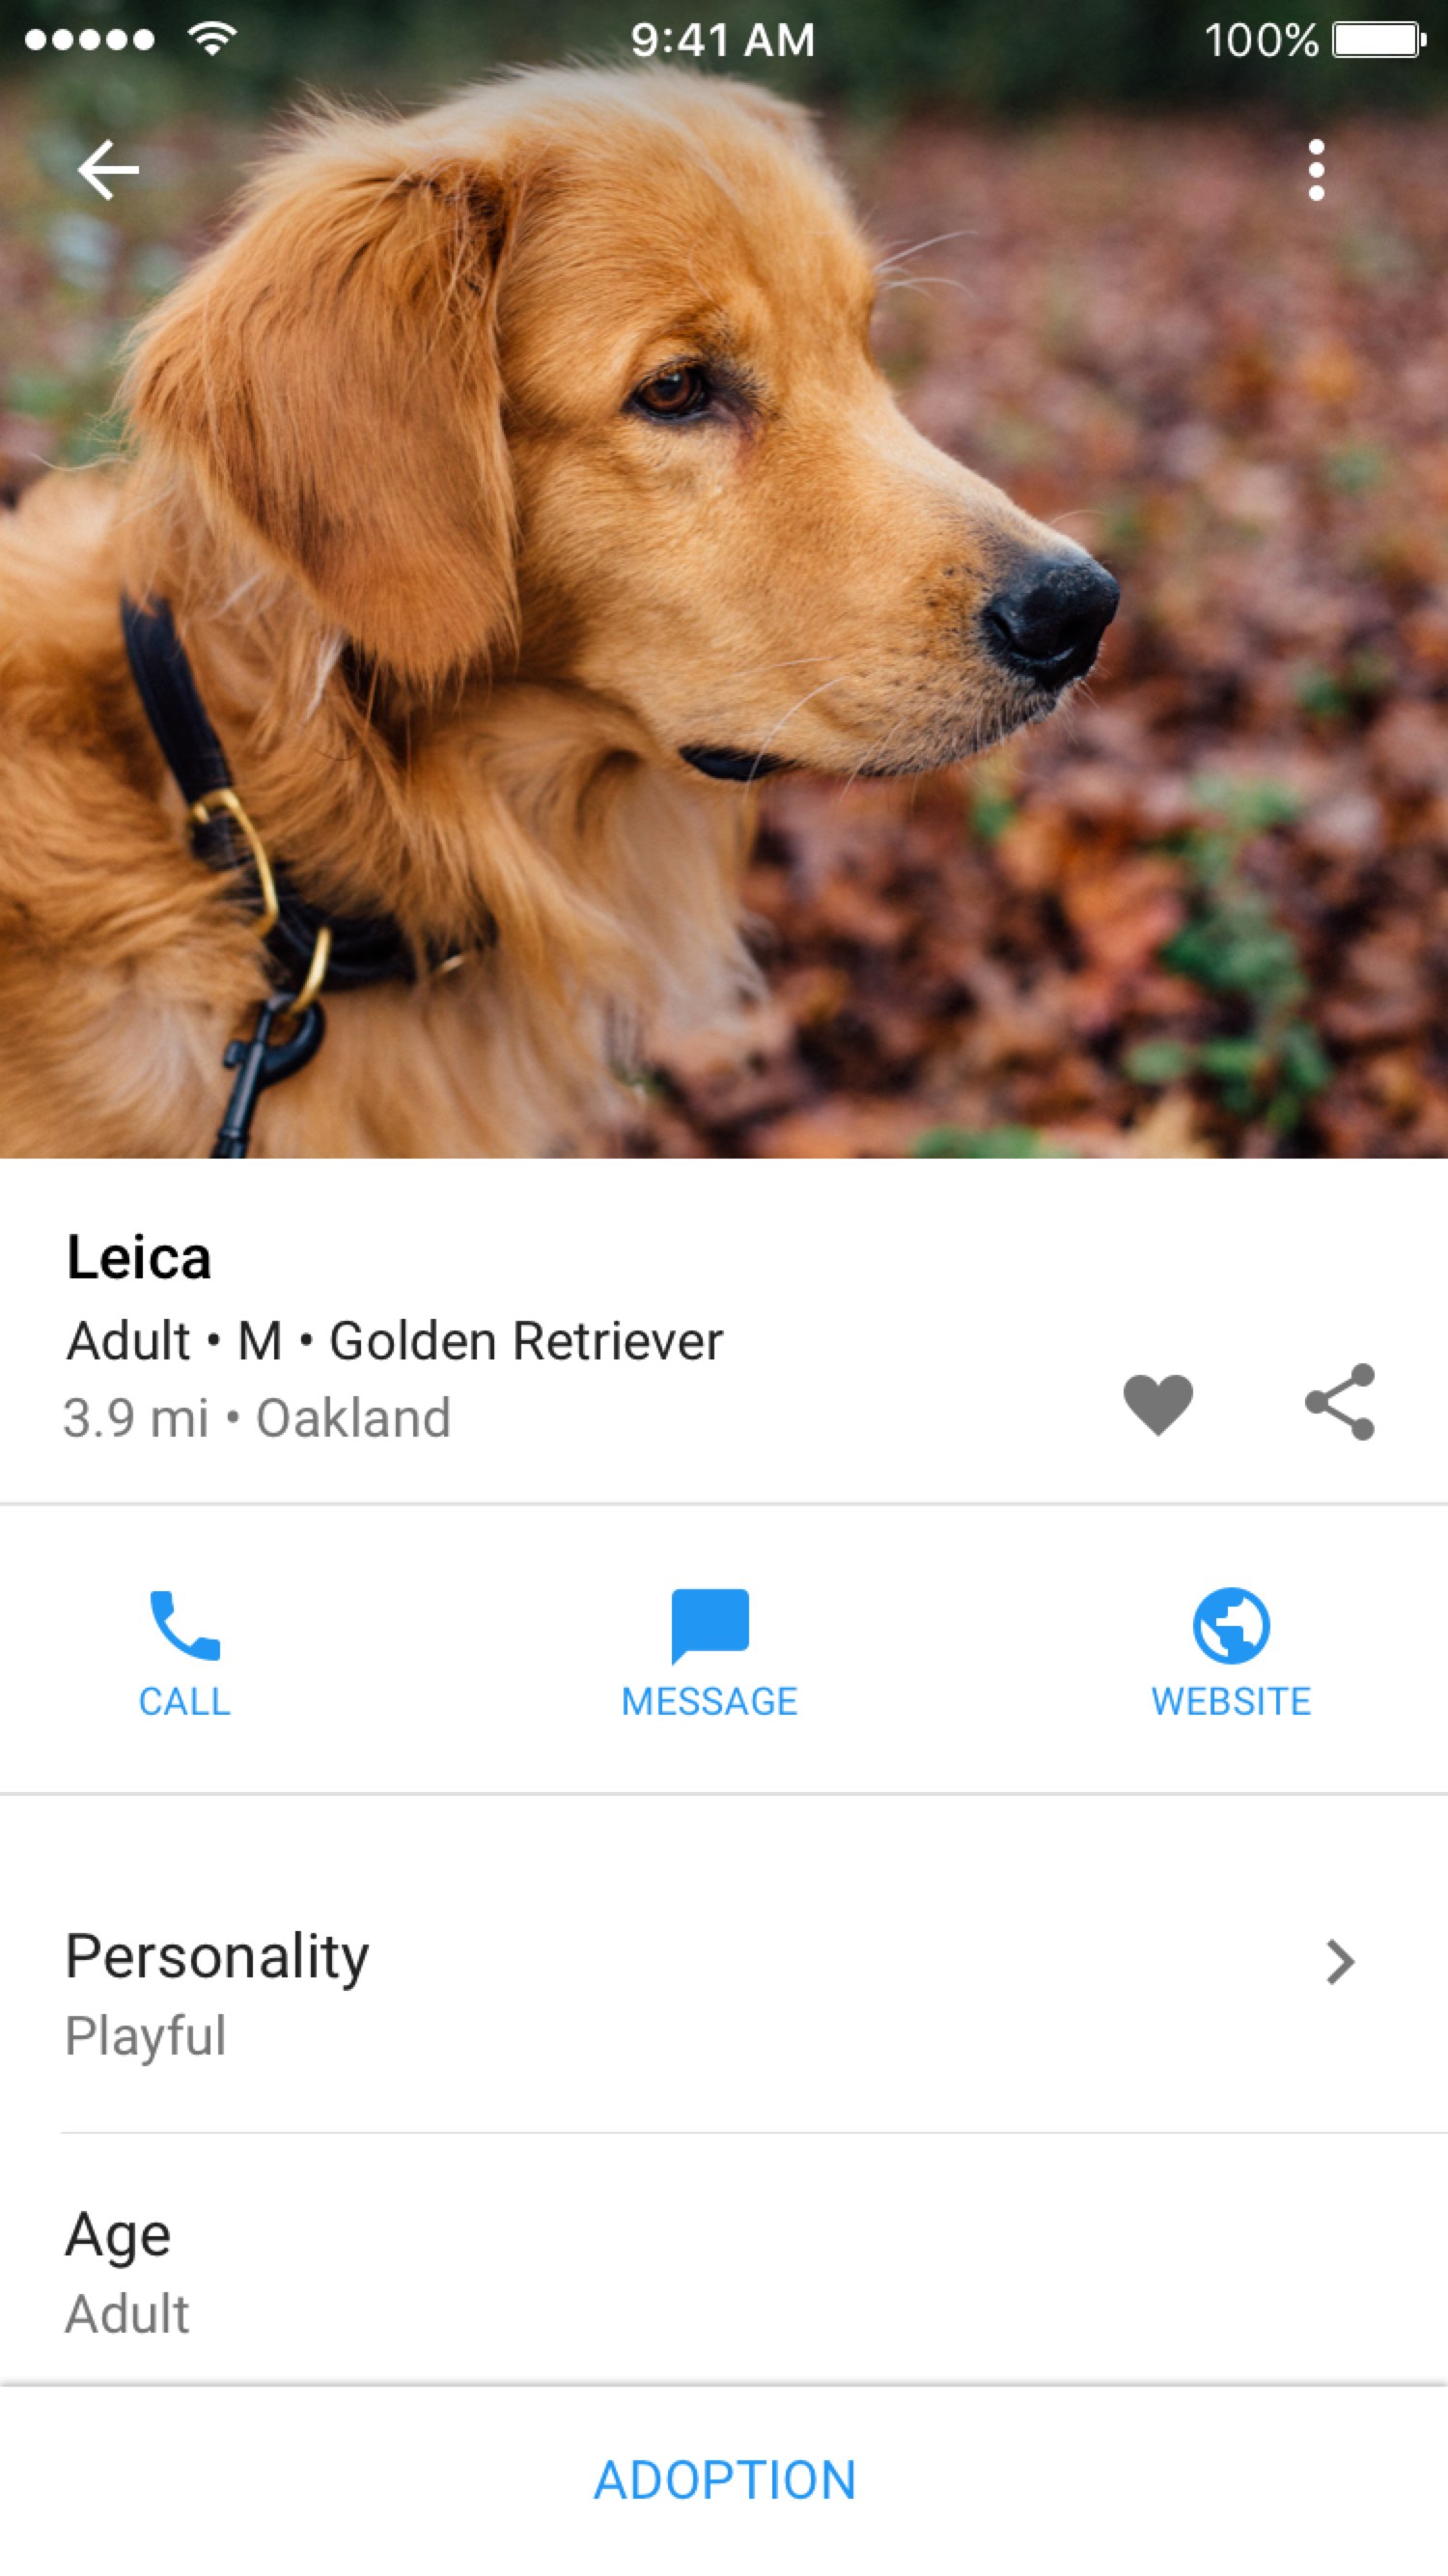 9:41 AM 100%
Leica
Adult • M • Golden Retriever
3.9 mi • Oakland
CALL MESSAGE WEBSITE
Personality
Playful
Age
Adult
ADOPTION